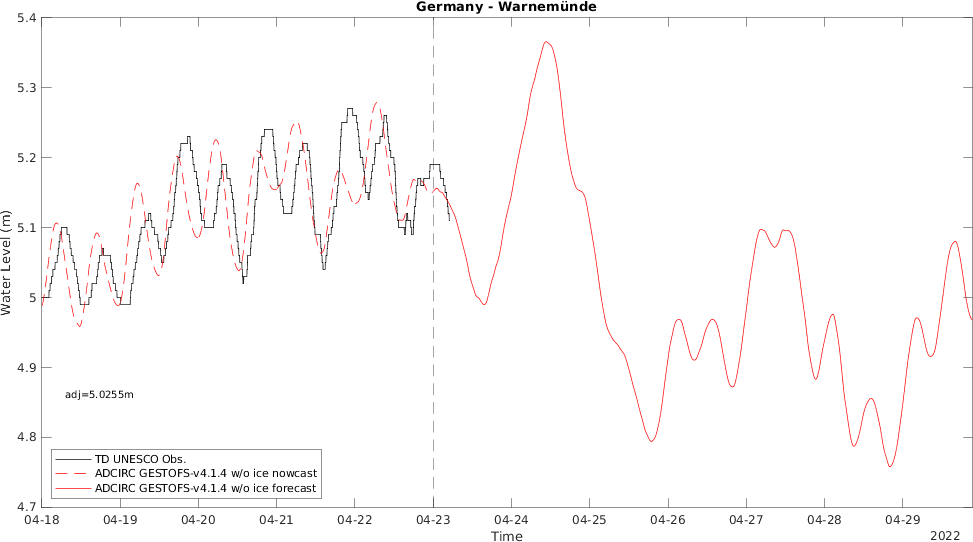 Germany - Warnemünde
5.4
5.3
5.2
5.1
5
4.9
4.8
4.7
Water Level (m)
adj=5.0255m
TD UNESCO Obs.
ADCIRC GESTOFS-v4.1.4 w/o ice nowcast
ADCIRC GESTOFS-v4.1.4 w/o ice forecast
04-18 04-19 04-20 04-21 04-22 04-23 04-24 04-25 04-26 04-27 04-28 04-29
Time
2022